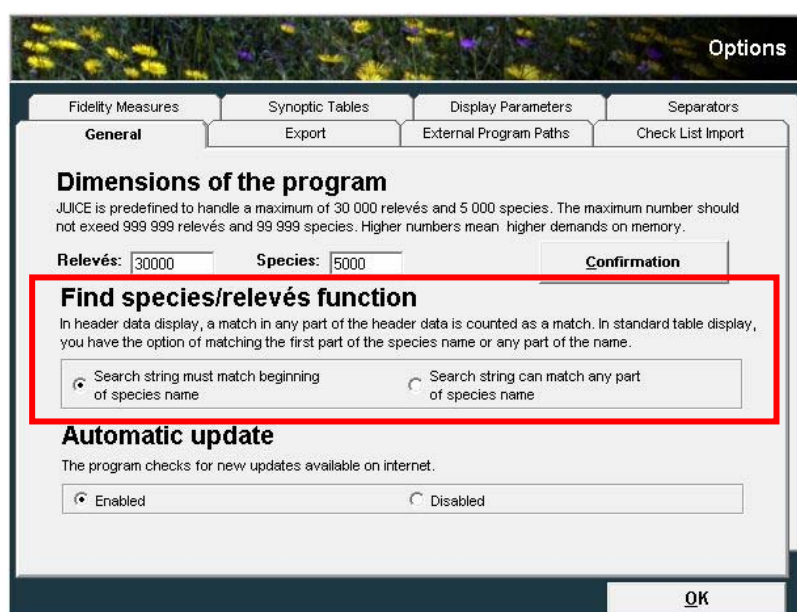 Options
Fidelity Measures
Synoptic Tables
Display Parameters
Separators
General
Export
External Program Paths
Check List Import
Dimensions of the program
JUICE is predefined to handle a maximum of 30 000 relevés and 5 000 species. The maximum number should
not exceed 999 999 relevés and 99 999 species. Higher numbers mean higher demands on memory.
Relevés: 30000 Species: 5000 Confirmation
Find species/relevés function
In header data display, a match in any part of the header data is counted as a match. In standard table display,
you have the option of matching the first part of the species name or any part of the name.
Search string must match beginning
of species name
Search string can match any part
of species name
Automatic update
The program checks for new updates available on internet.
Enabled
Disabled
OK